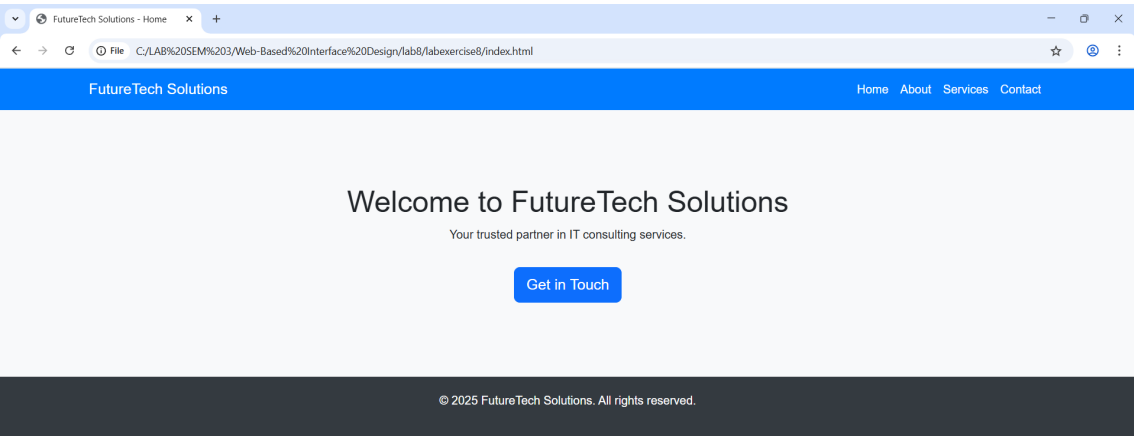 FutureTech Solutions - Home
File C:/LAB%20SEM%203/Web-Based%20Interface%20Design/lab8/labexercise8/index.html
FutureTech Solutions Home About Services Contact
Welcome to FutureTech Solutions
Your trusted partner in IT consulting services.
Get in Touch
© 2025 FutureTech Solutions. All rights reserved.